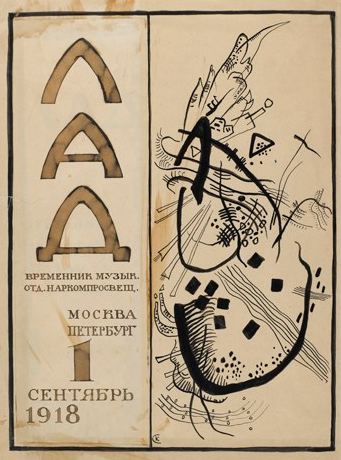 ЛАД
ВРЕМЕННИК МУЗЫК.
ОТД. НАРКОМПРОСВЕЩ.
МОСКВА
ПЕТЕРБУРГ
1
СЕНТЯБРЬ
1918